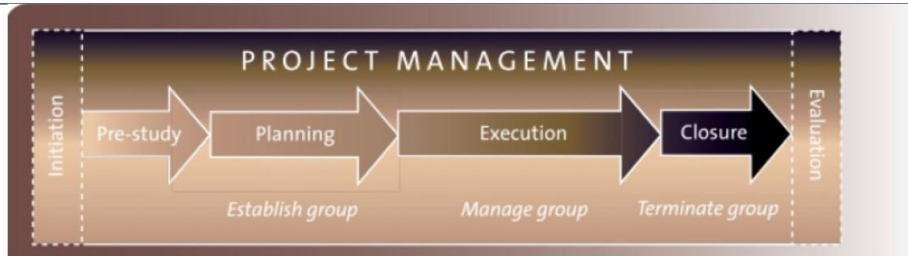 PROJECT MANAGEMENT
Initiation
Pre-study
Planning
Execution
Closure
Evaluation
Establish group
Manage group
Terminate group